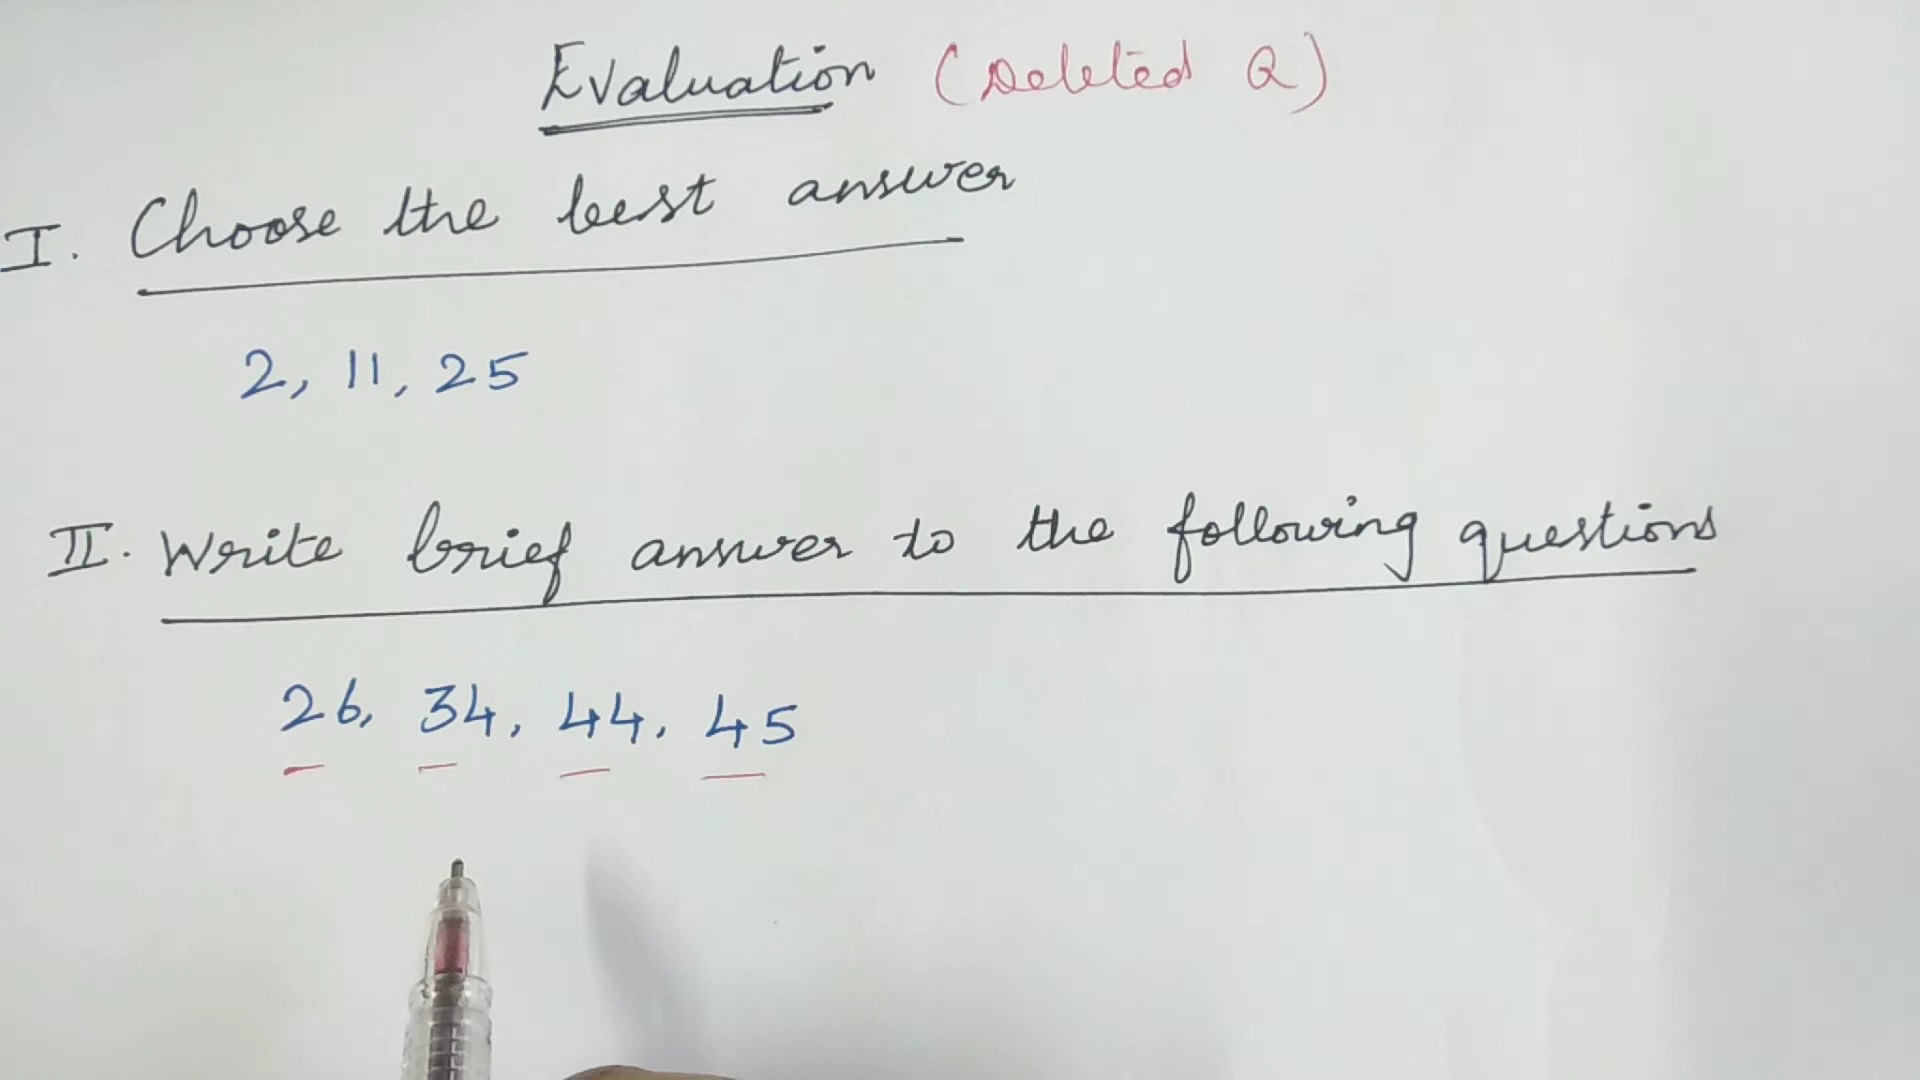 Evaluation (Deleted Q)
I. Choose the best answer
2, 11, 25
II. Write brief answer to the following questions
26, 34, 44, 45